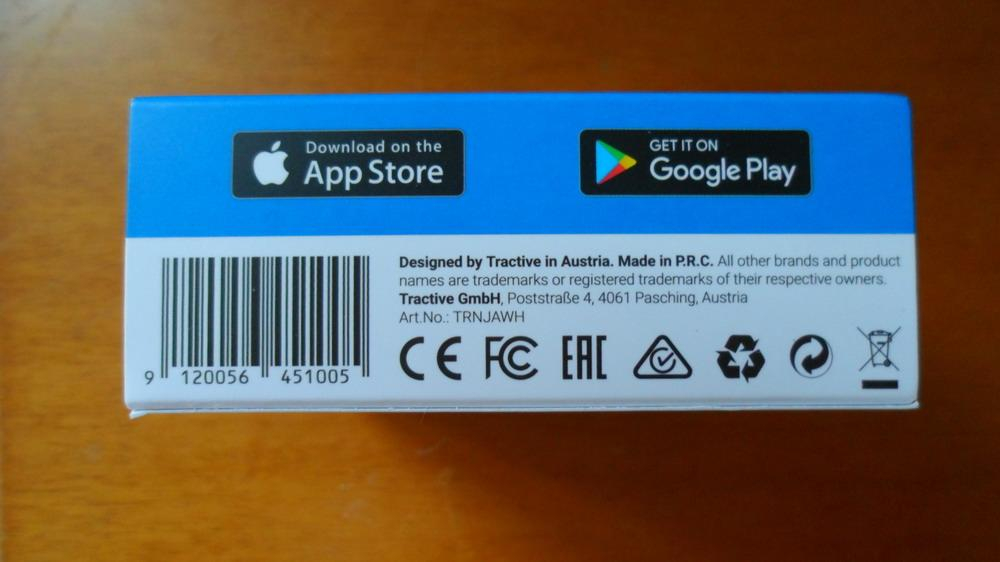 Download on the
App Store
GET IT ON
Google Play
Designed by Tractive in Austria. Made in P.R.C. All other brands and product
names are trademarks or registered trademarks of their respective owners.
Tractive GmbH, Poststraße 4, 4061 Pasching, Austria
Art.No.: TRNJAWH
9 120056 451005
CE FC EAC